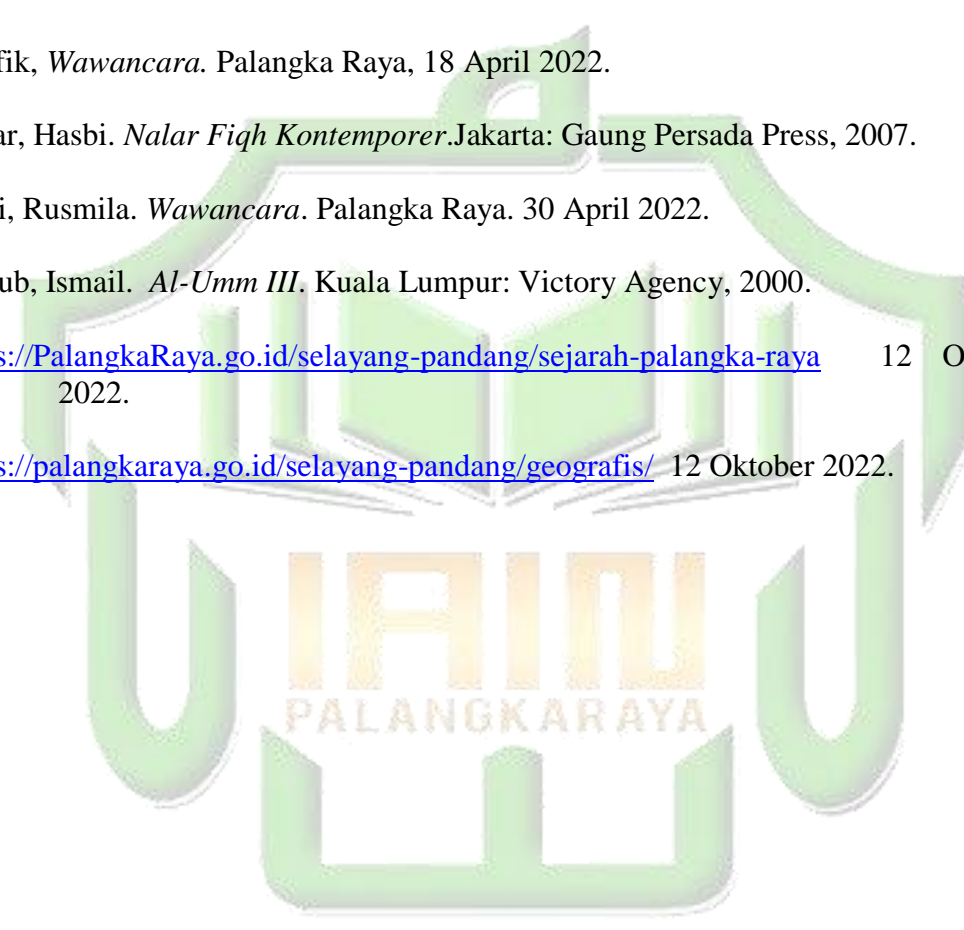 fik, Wawancara. Palangka Raya, 18 April 2022.
ar, Hasbi. Nalar Fiqh Kontemporer.Jakarta: Gaung Persada Press, 2007.
i, Rusmila. Wawancara. Palangka Raya. 30 April 2022.
ub, Ismail. Al-Umm III. Kuala Lumpur: Victory Agency, 2000.
s://PalangkaRaya.go.id/selayang-pandang/sejarah-palangka-raya 12 O
2022.
s://palangkaraya.go.id/selayang-pandang/geografis/ 12 Oktober 2022.
IAIN
PALANGKARAYA